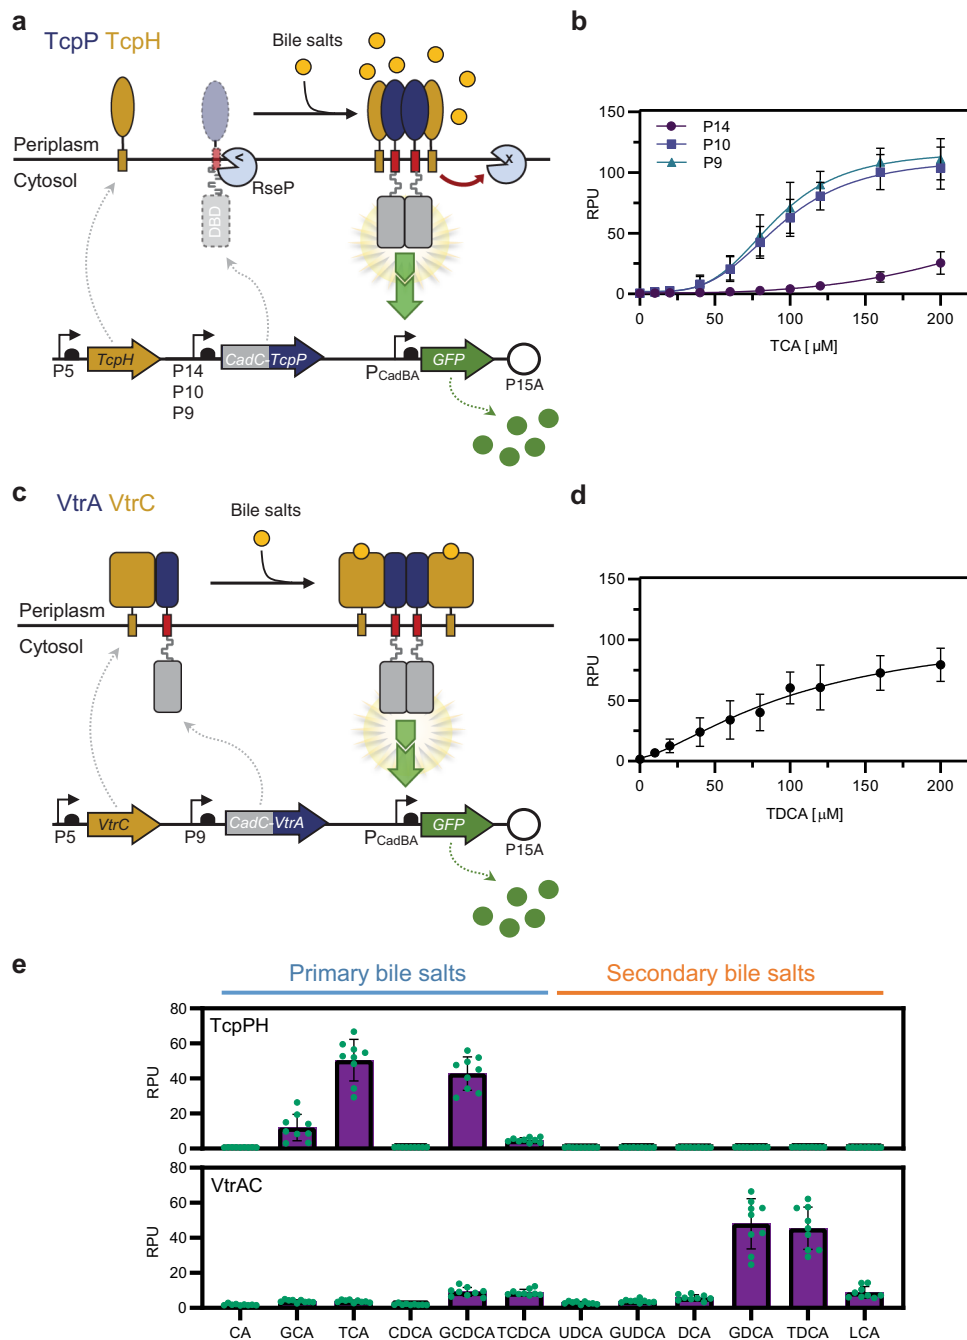 a
TcpP TcpH
Bile salts
Periplasm
Cytosol
<
x
RseP
DBD
P5
TcpH
P14
P10
P9
CadC-TcpP
PCadBA
GFP
P15A
b
150
100
50
0
RPU
P14
P10
P9
0 50 100 150 200
TCA [ µM]
c
VtrA VtrC
Bile salts
Periplasm
Cytosol
P5
VtrC
P9
CadC-VtrA
PCadBA
GFP
P15A
d
150
100
50
0
RPU
0 50 100 150 200
TDCA [ µM]
e
Primary bile salts
Secondary bile salts
80
60
40
20
0
RPU
TcpPH
80
60
40
20
0
RPU
VtrAC
CA GCA TCA CDCA GCDCA TCDCA UDCA GUDCA DCA GDCA TDCA LCA